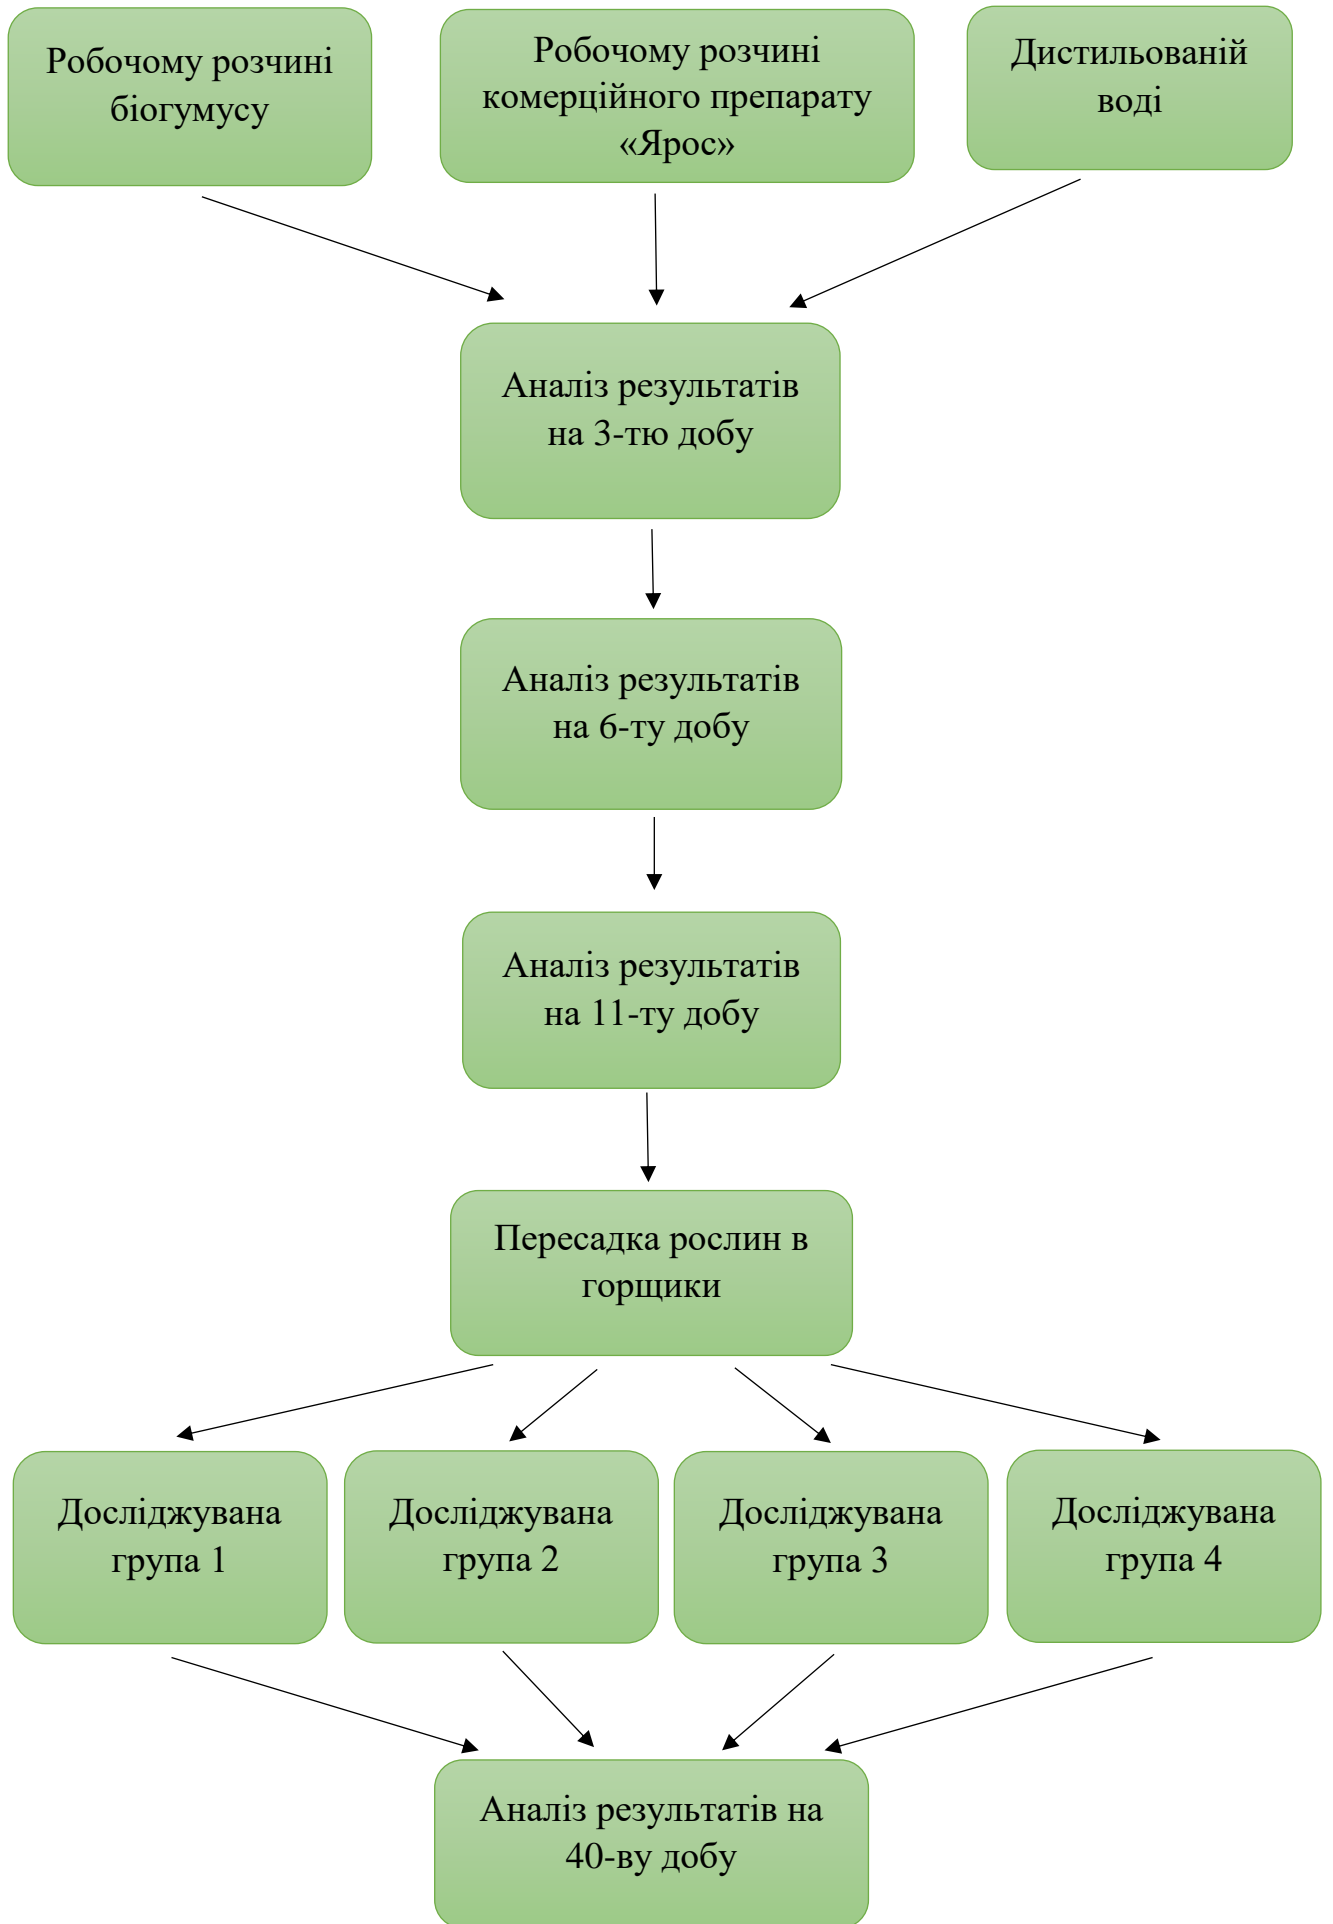 Робочому розчині
біогумусу
Робочому розчині
комерційного препарату
«Ярос»
Дистильованій
воді
Аналіз результатів
на 3-тю добу
Аналіз результатів
на 6-ту добу
Аналіз результатів
на 11-ту добу
Пересадка рослин в
горщики
Досліджувана
група 1
Досліджувана
група 2
Досліджувана
група 3
Досліджувана
група 4
Аналіз результатів на
40-ву добу